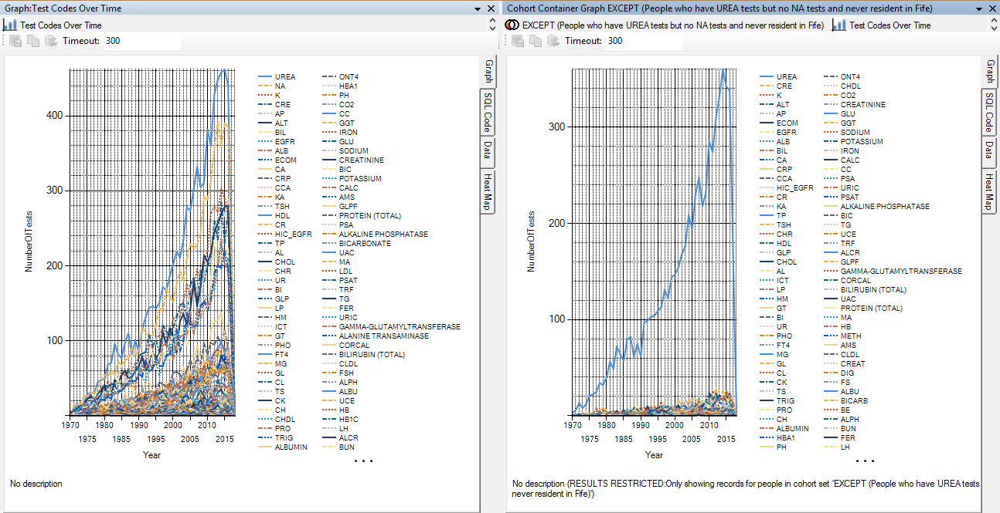 Graph:Test Codes Over Time
Test Codes Over Time
Timeout: 300
NumberOfTests
400
300
200
100
1970 1980 1990 2000 2010
1975 1985 1995 2005 2015
Year
UREA
NA
K
CRE
AP
ALT
BIL
EGFR
ALB
ECOM
CA
CRP
CCA
KA
TSH
HDL
CR
HIC_EGFR
TP
AL
CHOL
CHR
UR
BI
GLP
LP
HM
ICT
GT
PHO
FT4
MG
GL
CL
TS
CK
CH
CHDL
PRO
TRIG
ALBUMIN
ONT4
HBA1
PH
CO2
CC
GGT
IRON
GLU
SODIUM
CREATININE
BIC
POTASSIUM
CALC
AMS
GLPF
PROTEIN (TOTAL)
PSA
ALKALINE PHOSPHATASE
BICARBONATE
UAC
MA
LDL
PSAT
TRF
TG
FER
URIC
GAMMA-GLUTAMYLTRANSFERASE
ALANINE TRANSAMINASE
CORCAL
BILIRUBIN (TOTAL)
CLDL
FSH
ALPH
ALBU
UCE
HB
HB1C
LH
ALCR
BUN
...
No description
Graph
SQL Code
Data
Heat Map
Cohort Container Graph EXCEPT (People who have UREA tests but no NA tests and never resident in Fife)
EXCEPT (People who have UREA tests but no NA tests and never resident in Fife) Test Codes Over Time
Timeout: 300
NumberOfTests
300
200
100
1970 1980 1990 2000 2010
1975 1985 1995 2005 2015
Year
UREA
CRE
K
ALT
AP
ECOM
EGFR
ALB
BIL
CA
CRP
CCA
HIC_EGFR
CR
KA
TP
TSH
CHR
HDL
GLP
CHOL
AL
ICT
LP
HM
GT
BI
UR
PHO
FT4
MG
GL
CL
CK
TS
TRIG
PRO
CH
ALBUMIN
HBA1
PH
ONT4
CHDL
CO2
CREATININE
GLU
GGT
SODIUM
POTASSIUM
IRON
CALC
CC
PSA
URIC
PSAT
ALKALINE PHOSPHATASE
BIC
TG
UCE
TRF
ALCR
GLPF
GAMMA-GLUTAMYLTRANSFERASE
CORCAL
BILIRUBIN (TOTAL)
UAC
PROTEIN (TOTAL)
MA
HB
METH
AMS
CLDL
CREAT
DIG
FS
ALBU
BICARB
BE
ALPH
BUN
FER
LH
...
No description (RESULTS RESTRICTED:Only showing records for people in cohort set 'EXCEPT (People who have UREA tests
never resident in Fife)')
Graph
SQL Code
Data
Heat Map